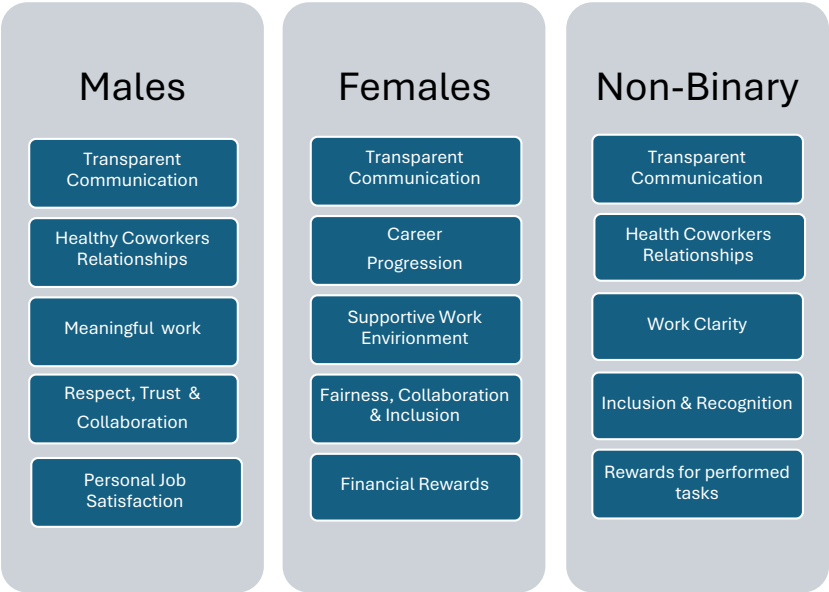 Males
Transparent
Communication
Healthy Coworkers
Relationships
Meaningful work
Respect, Trust &
Collaboration
Personal Job
Satisfaction
Females
Transparent
Communication
Career
Progression
Supportive Work
Envirionment
Fairness, Collaboration
& Inclusion
Financial Rewards
Non-Binary
Transparent
Communication
Health Coworkers
Relationships
Work Clarity
Inclusion & Recognition
Rewards for performed
tasks